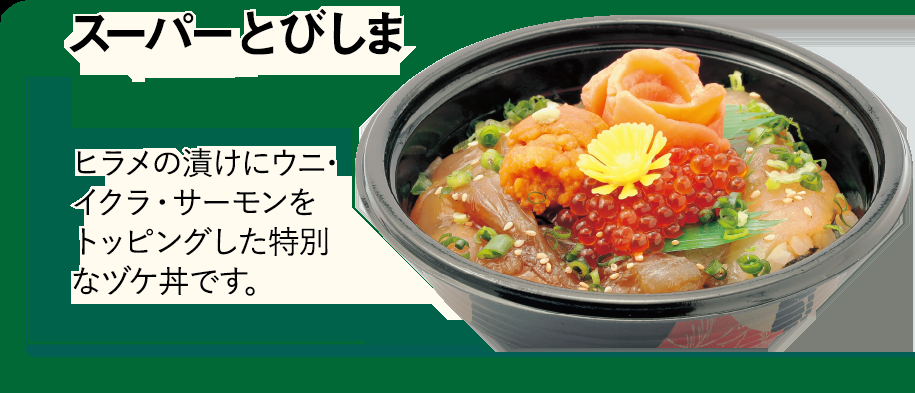 スーパーとびしま
ヒラメの漬けにウニ・
イクラ・サーモンを
トッピングした特別
なヅケ丼です。